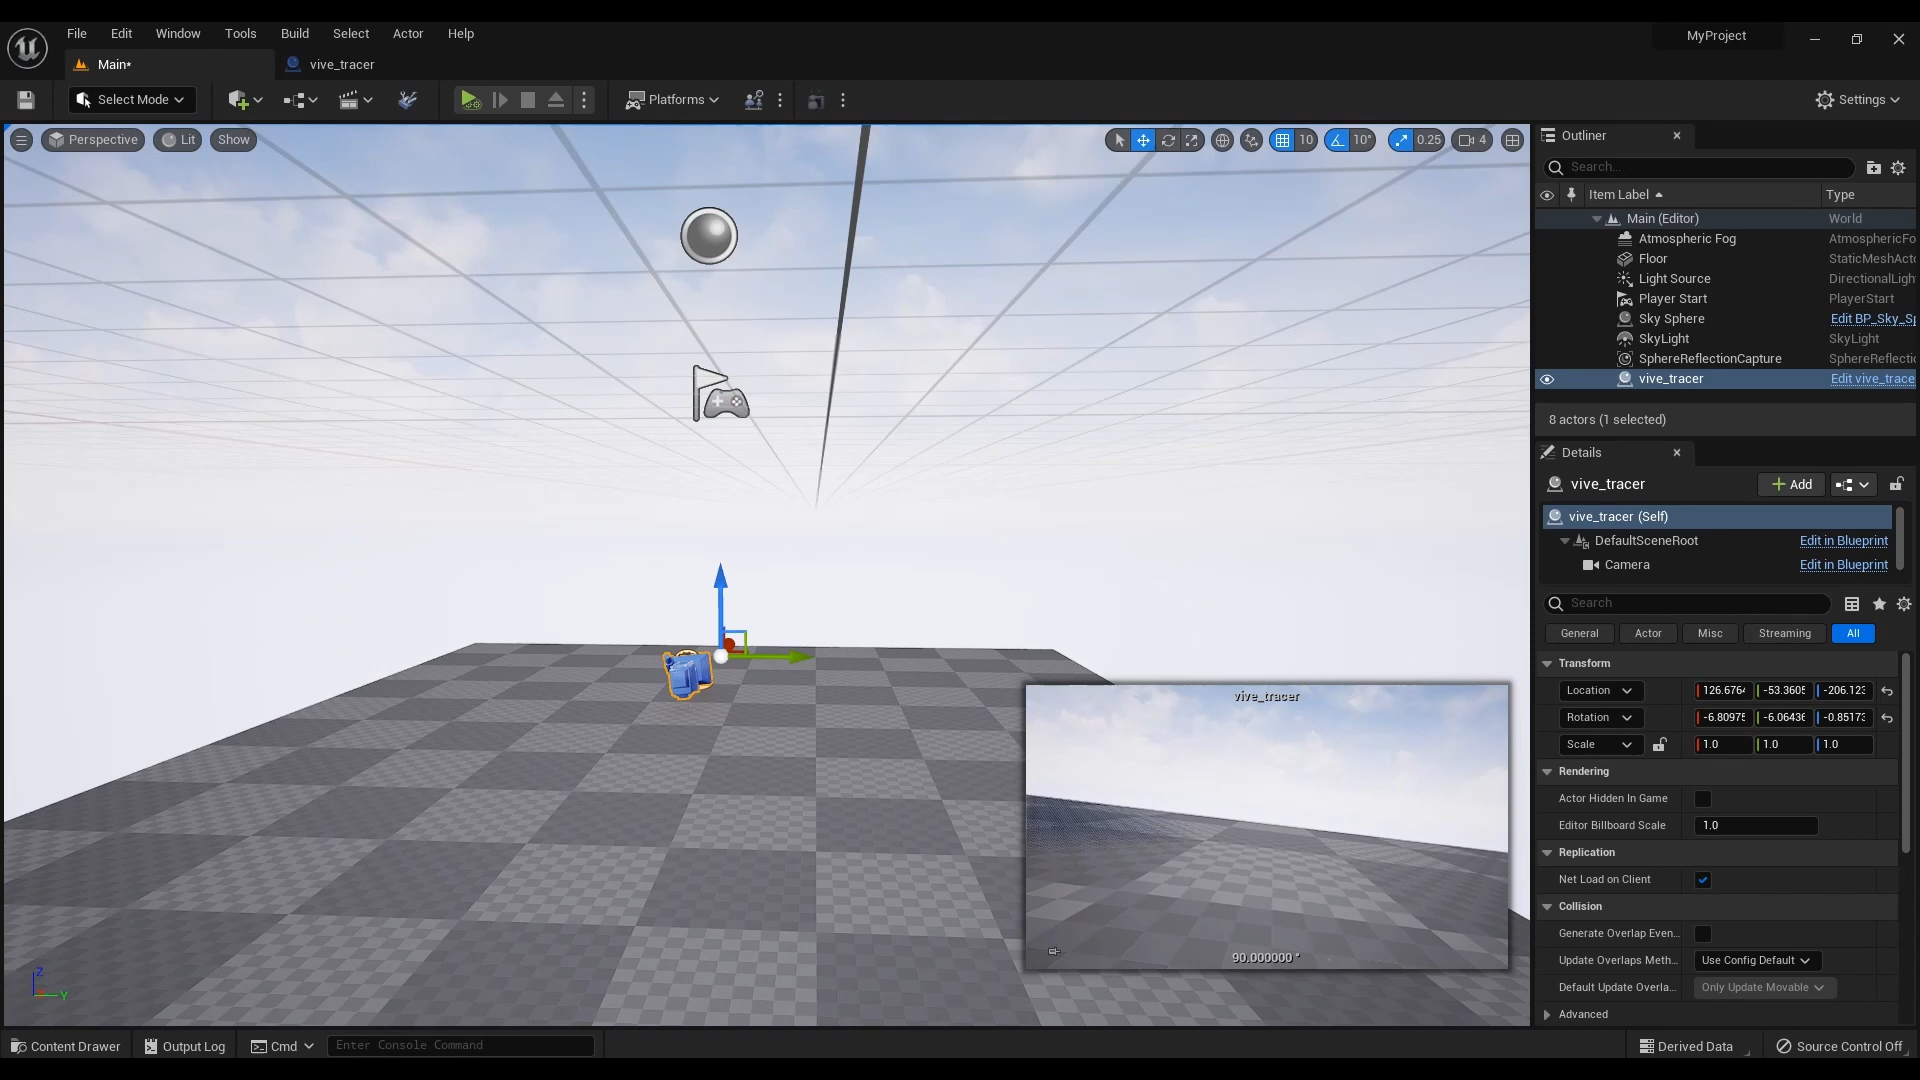 File Edit Window Tools Build Select Actor Help
MyProject
Main*
vive_tracer
Select Mode
Platforms
Settings
Perspective
Lit
Show
10
10°
0.25
4
Outliner
Search...
Item Label
Type
Main (Editor) World
Atmospheric Fog AtmosphericFo
Floor StaticMeshActo
Light Source DirectionalLigh
Player Start PlayerStart
Sky Sphere Edit BP_Sky_Sp
SkyLight SkyLight
SphereReflectionCapture SphereReflectic
vive_tracer Edit vive_trace
8 actors (1 selected)
Details
vive_tracer
Add
vive_tracer (Self)
DefaultSceneRoot Edit in Blueprint
Camera Edit in Blueprint
Search
General Actor Misc Streaming All
Transform
Location 126.6764 -53.3605 -206.123
Rotation -6.80975 -6.06436 -0.85173
Scale 1.0 1.0 1.0
Rendering
Actor Hidden In Game
Editor Billboard Scale 1.0
Replication
Net Load on Client
Collision
Generate Overlap Even...
Update Overlaps Meth... Use Config Default
Default Update Overla... Only Update Movable
Advanced
vive_tracer
90.000000 °
Z
Y
Content Drawer
Output Log
Cmd
Enter Console Command
Derived Data
Source Control Off